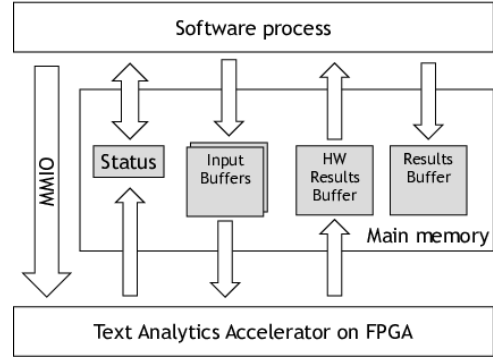 Software process
MMIO
Status
Input
Buffers
HW
Results
Buffer
Results
Buffer
Main memory
Text Analytics Accelerator on FPGA